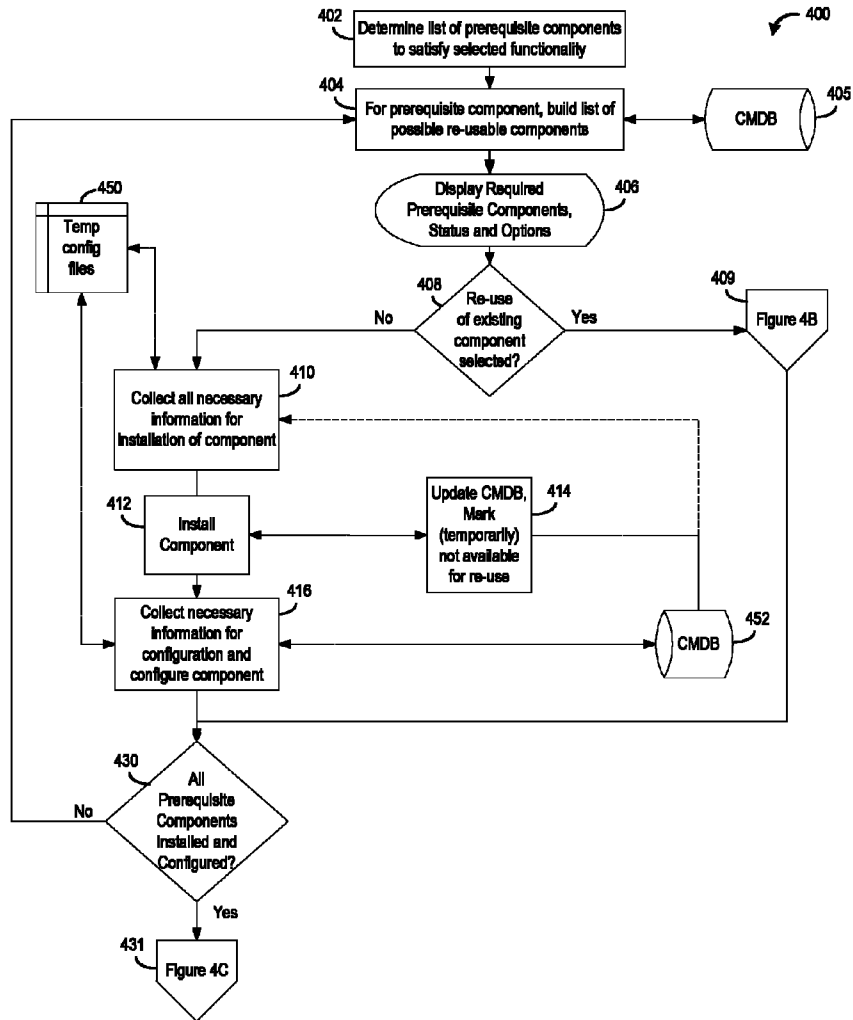 400
402
Determine list of prerequisite components
to satisfy selected functionality
404
For prerequisite component, build list of
possible re-usable components
405
CMDB
406
Display Required
Prerequisite Components,
Status and Options
450
Temp
config
files
408
Re-use
of existing
component
selected?
No
Yes
409
Figure 4B
410
Collect all necessary
information for
installation of component
412
Install
Component
414
Update CMDB,
Mark
(temporarily)
not available
for re-use
416
Collect necessary
information for
configuration and
configure component
CMDB
452
430
All
Prerequisite
Components
Installed and
Configured?
No
Yes
431
Figure 4C